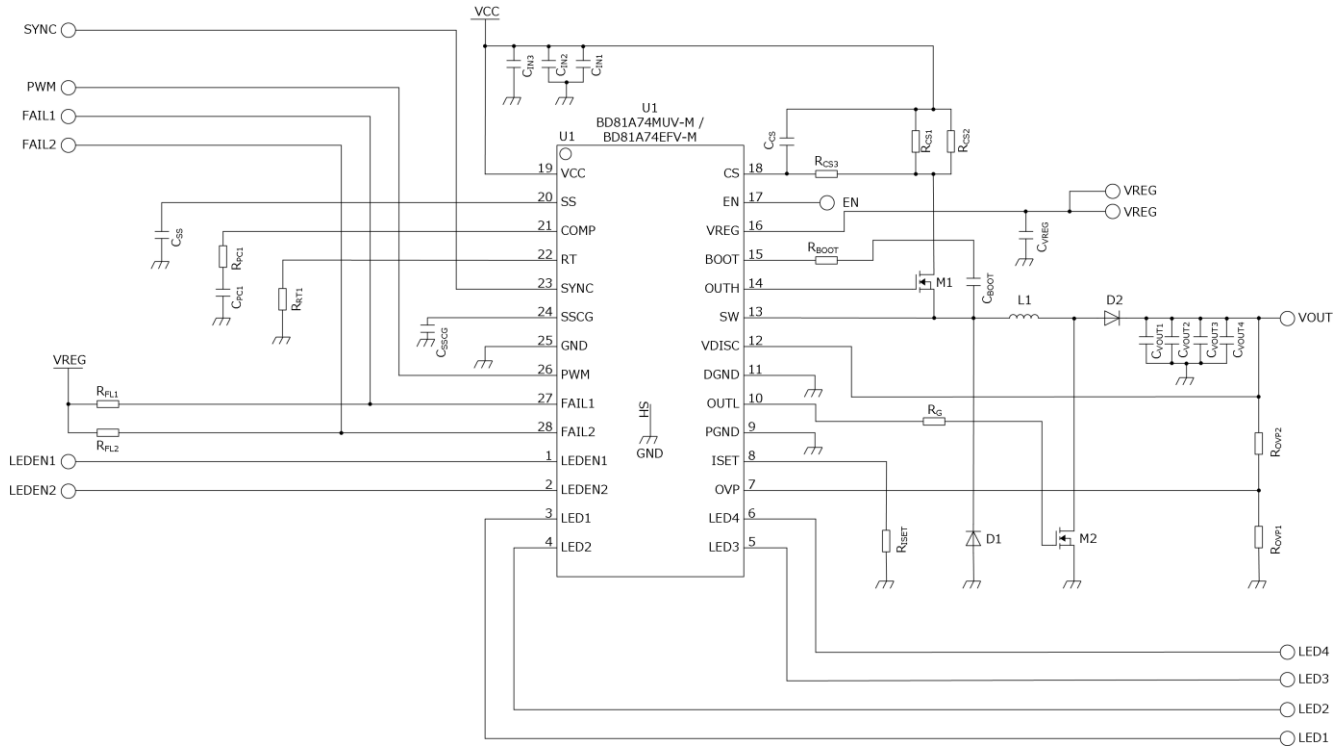 VCC
SYNC
CIN3
CIN2
CIN1
PWM
FAIL1
FAIL2
U1
BD81A74MUV-M /
BD81A74EFV-M
U1
CCS
RCS1
RCS2
RCS3
19 VCC
CS 18
20 SS
EN 17
EN
VREG
VREG
21 COMP
VREG 16
CSS
RPC1
CPC1
22 RT
BOOT 15
RBOOT
CVREG
RRT1
23 SYNC
OUTH 14
M1
CBOOT
24 SSCG
SW 13
L1
D2
VOUT
CSSCG
25 GND
VDISC 12
CVOUT1
CVOUT2
CVOUT3
CVOUT4
VREG
26 PWM
DGND 11
RFL1
27 FAIL1
OUTL 10
RG
RFL2
28 FAIL2
PGND 9
SH
GND
ROVP2
LEDEN1
1 LEDEN1
ISET 8
LEDEN2
2 LEDEN2
OVP 7
3 LED1
LED4 6
4 LED2
LED3 5
RISET
D1
M2
ROVP1
LED4
LED3
LED2
LED1